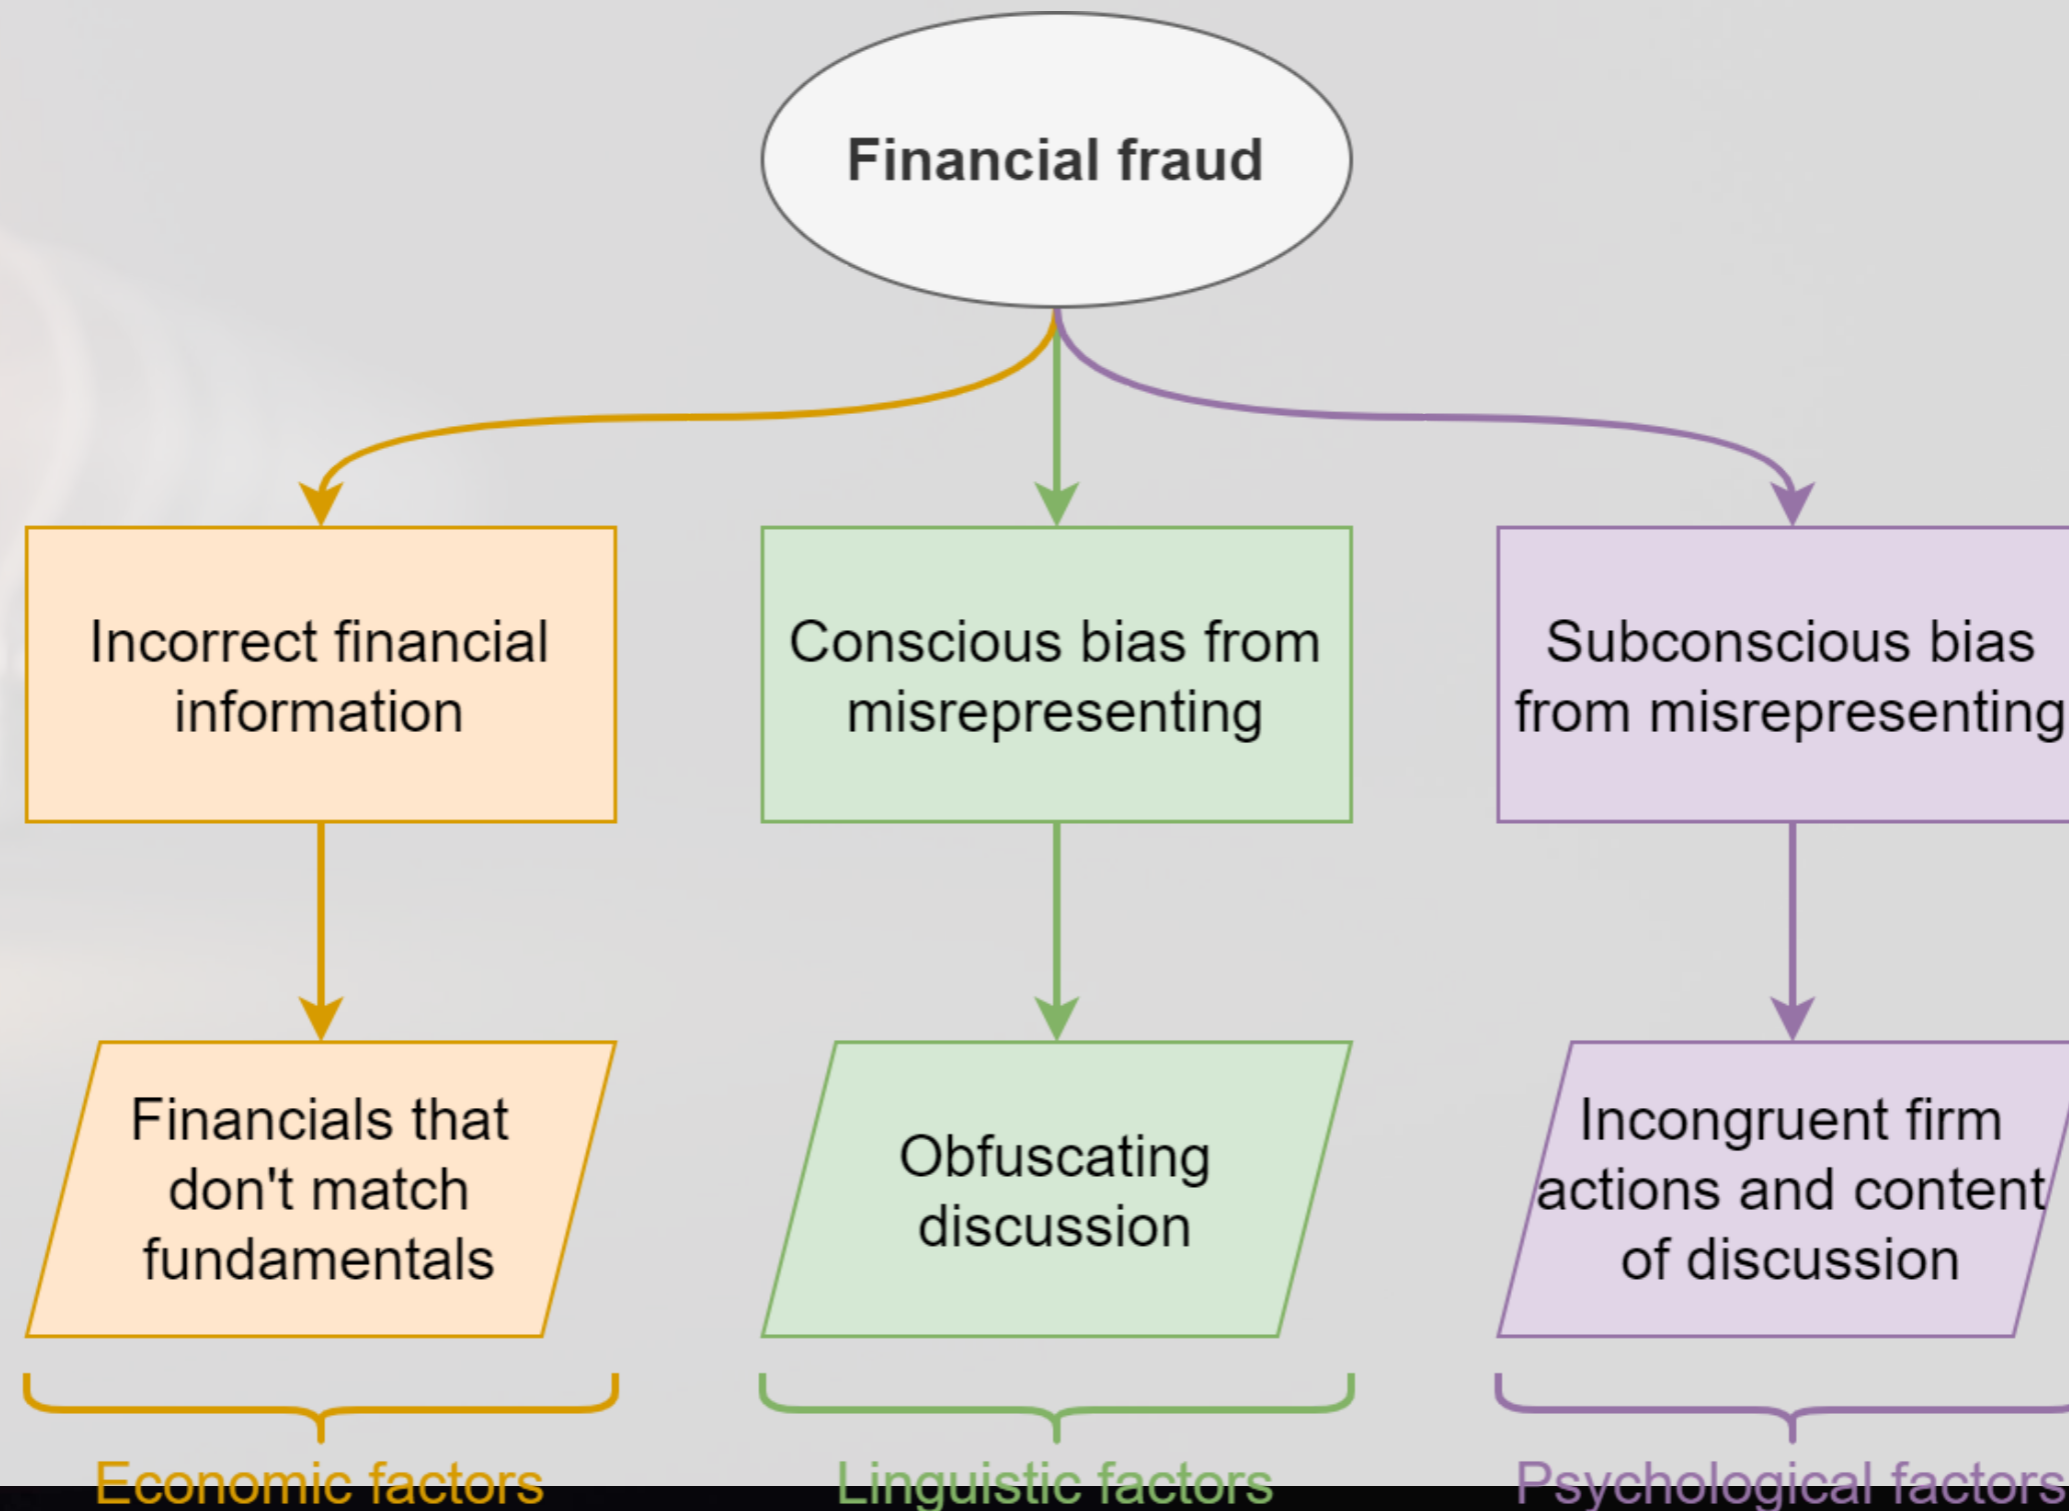 Financial fraud
Incorrect financial
information
Conscious bias from
misrepresenting
Subconscious bias
from misrepresenting
Financials that
don't match
fundamentals
Obfuscating
discussion
Incongruent firm
actions and content
of discussion
Economic factors
Linguistic factors
Psychological factors